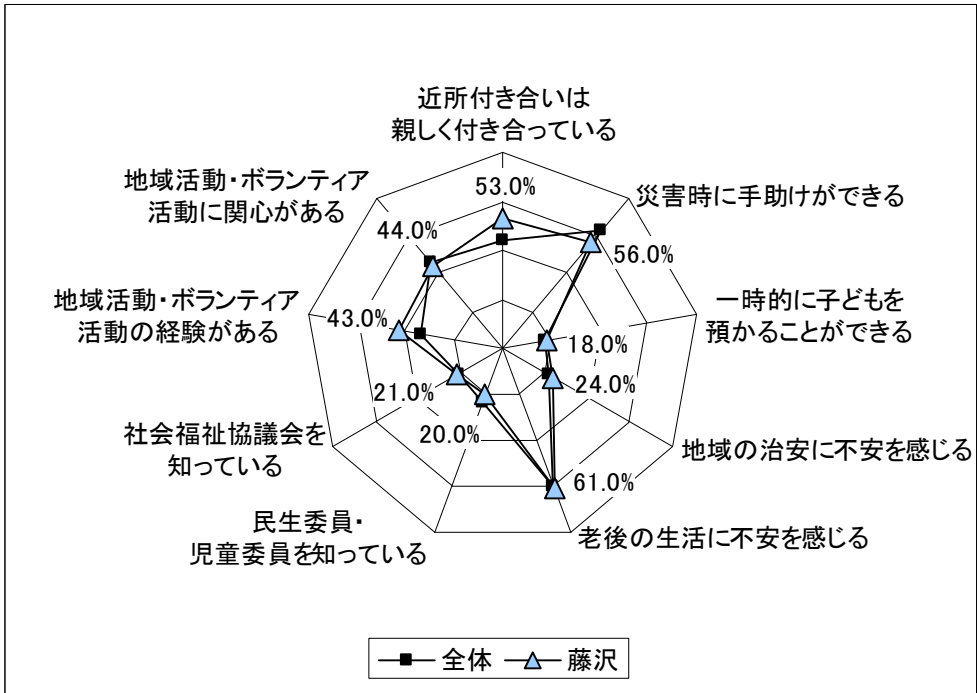 近所付き合いは
親しく付き合っている
53.0%
災害時に手助けができる
56.0%
一時的に子どもを
預かることができる
18.0%
地域の治安に不安を感じる
24.0%
老後の生活に不安を感じる
61.0%
民生委員・
児童委員を知っている
20.0%
社会福祉協議会を
知っている
21.0%
地域活動・ボランティア
活動の経験がある
43.0%
地域活動・ボランティア
活動に関心がある
44.0%
全体 藤沢